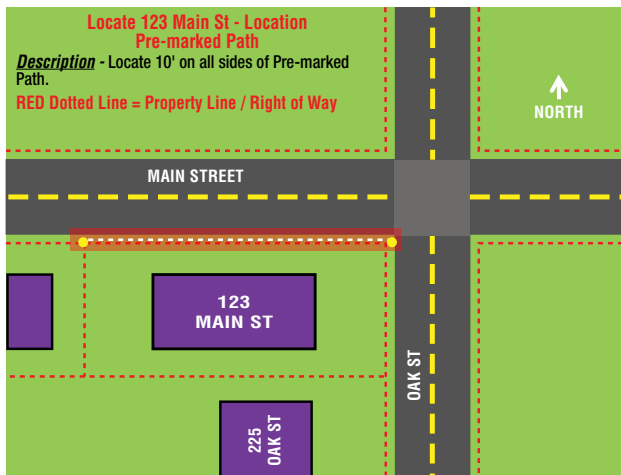 Locate 123 Main St - Location
Pre-marked Path
Description - Locate 10' on all sides of Pre-marked
Path.
RED Dotted Line = Property Line / Right of Way
NORTH
MAIN STREET
123
MAIN ST
OAK ST
225
OAK ST